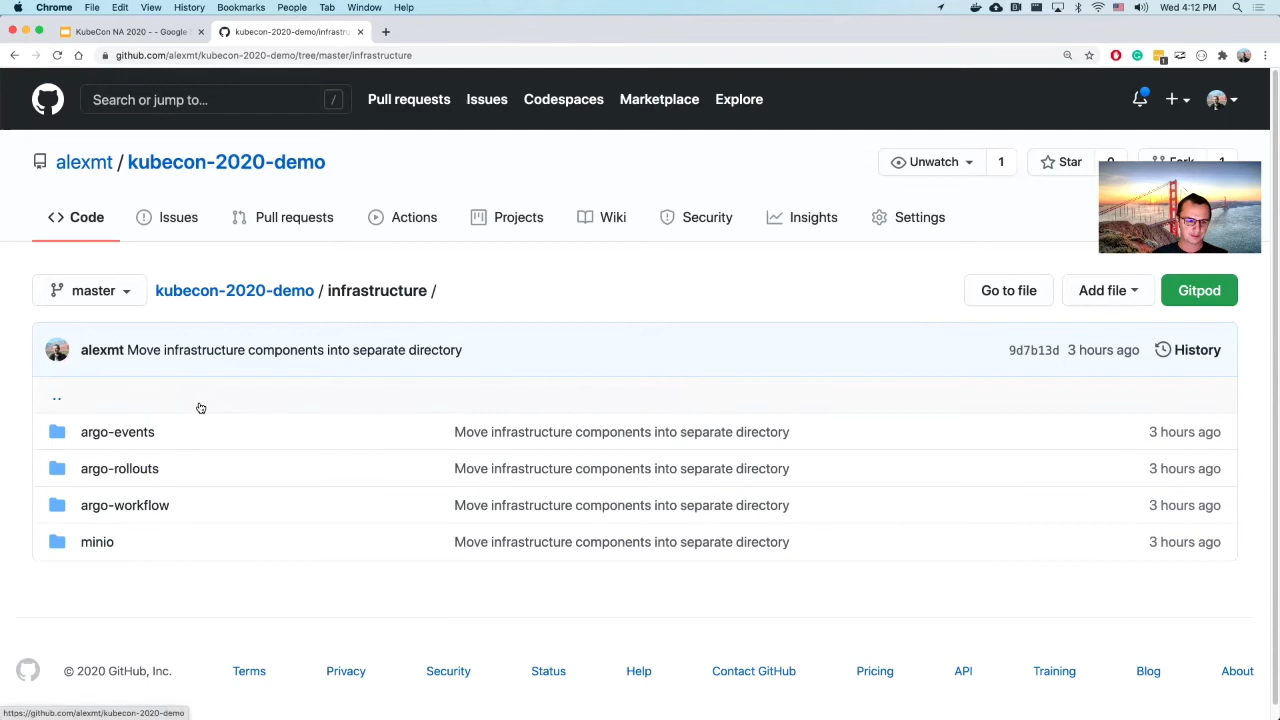 Chrome File Edit View History Bookmarks People Tab Window Help Wed 4:12 PM
KubeCon NA 2020 - - Google kubecon-2020-demo/infrastru
github.com/alexmt/kubecon-2020-demo/tree/master/infrastructure
Search or jump to... / Pull requests Issues Codespaces Marketplace Explore
alexmt / kubecon-2020-demo Unwatch 1 Star 0 Fork 1
Code Issues Pull requests Actions Projects Wiki Security Insights Settings
master kubecon-2020-demo / infrastructure / Go to file Add file Gitpod
alexmt Move infrastructure components into separate directory 9d7b13d 3 hours ago History
..
argo-events Move infrastructure components into separate directory 3 hours ago
argo-rollouts Move infrastructure components into separate directory 3 hours ago
argo-workflow Move infrastructure components into separate directory 3 hours ago
minio Move infrastructure components into separate directory 3 hours ago
© 2020 GitHub, Inc. Terms Privacy Security Status Help Contact GitHub Pricing API Training Blog About
https://github.com/alexmt/kubecon-2020-demo